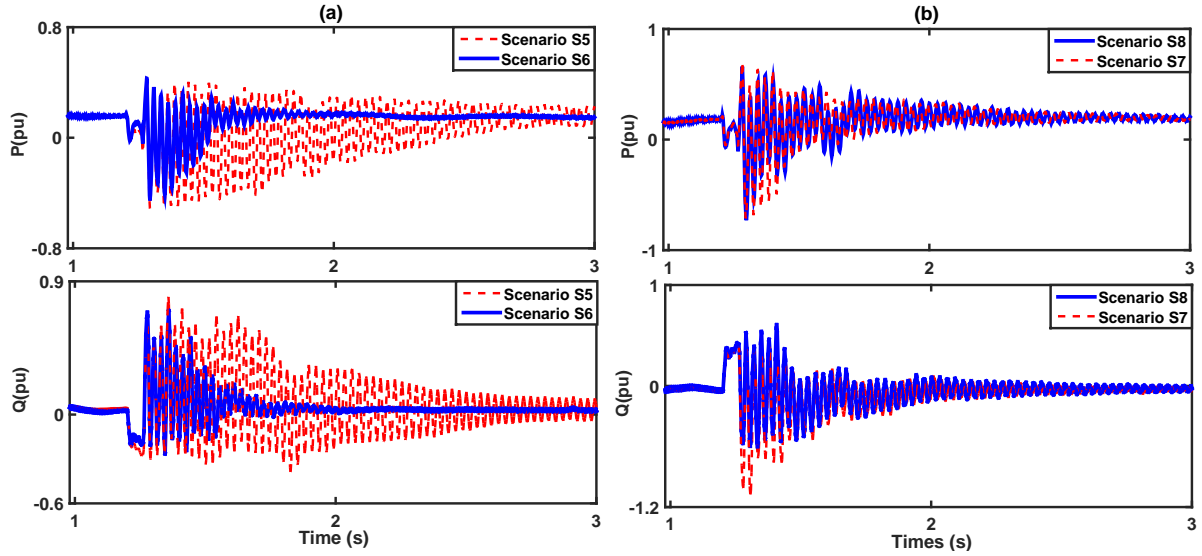 (a)
0.8
0
-0.8
P(pu)
Scenario S5
Scenario S6
1
2
3
0.9
0
-0.6
Q(pu)
Scenario S5
Scenario S6
1
2
3
Time (s)
(b)
1
0
-1
P(pu)
Scenario S8
Scenario S7
1
2
3
1
0
-1.2
Q(pu)
Scenario S8
Scenario S7
1
2
3
Times (s)